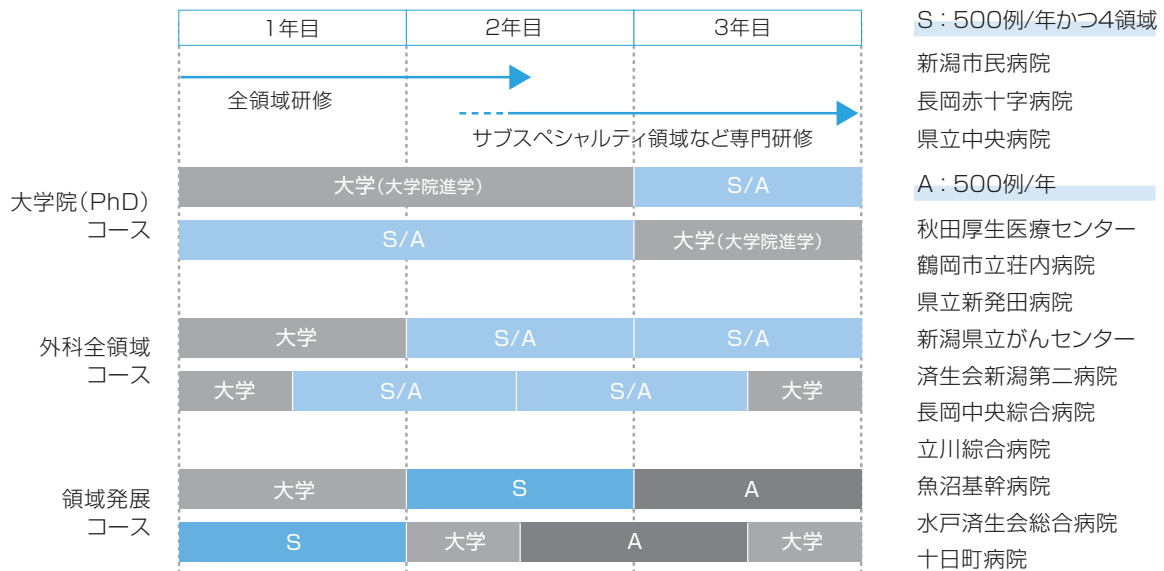 1年目 2年目 3年目
全領域研修
サブスペシャルティ領域など専門研修
大学院(PhD)
コース
大学(大学院進学) S/A
S/A 大学(大学院進学)
外科全領域
コース
大学 S/A S/A
大学 S/A S/A 大学
領域発展
コース
大学 S A
S 大学 A 大学
S:500例/年かつ4領域
新潟市民病院
長岡赤十字病院
県立中央病院
A:500例/年
秋田厚生医療センター
鶴岡市立荘内病院
県立新発田病院
新潟県立がんセンター
済生会新潟第二病院
長岡中央綜合病院
立川綜合病院
魚沼基幹病院
水戸済生会総合病院
十日町病院